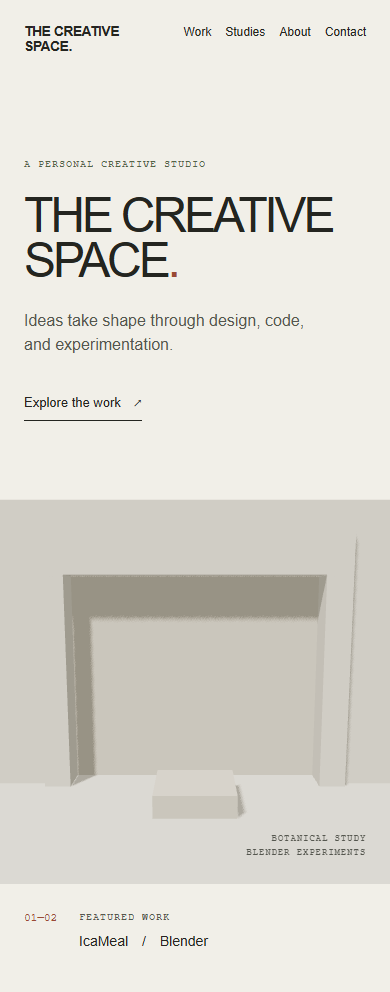 THE CREATIVE
SPACE.
Work Studies About Contact
A PERSONAL CREATIVE STUDIO
THE CREATIVE
SPACE.
Ideas take shape through design, code,
and experimentation.
Explore the work ↗
BOTANICAL STUDY
BLENDER EXPERIMENTS
01—02 FEATURED WORK
IcaMeal / Blender